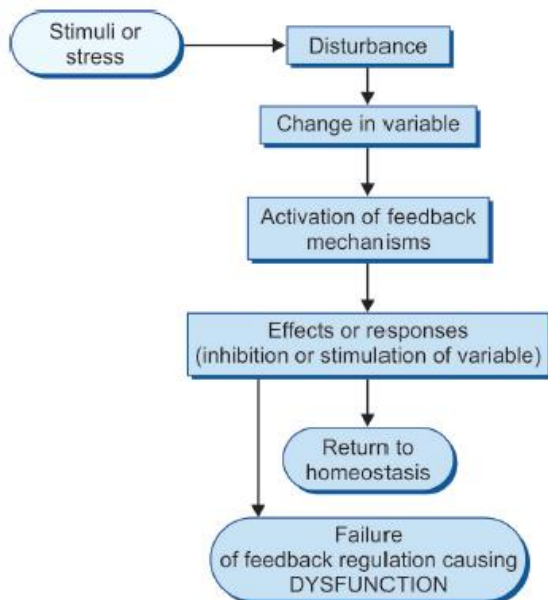 Stimuli or
stress
Disturbance
Change in variable
Activation of feedback
mechanisms
Effects or responses
(inhibition or stimulation of variable)
Return to
homeostasis
Failure
of feedback regulation causing
DYSFUNCTION